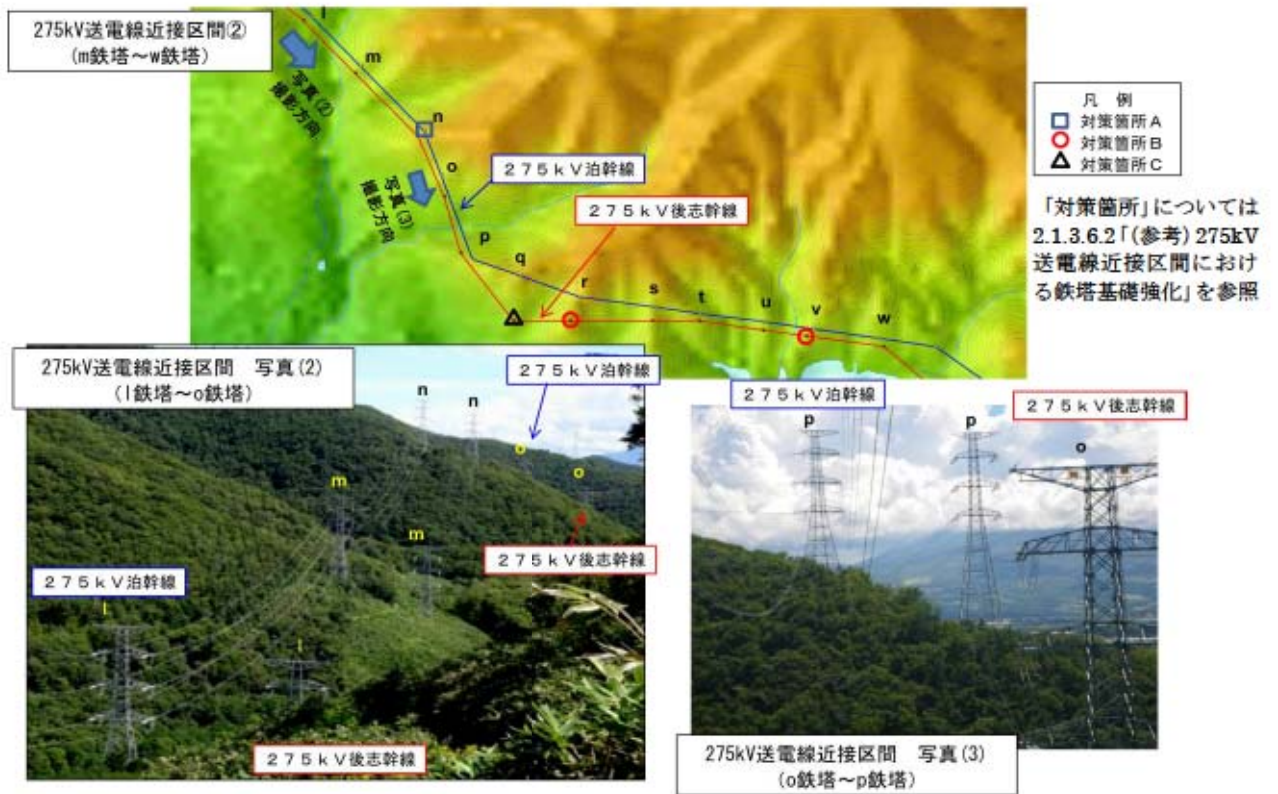 275kV送電線近接区間②
(m鉄塔～w鉄塔)
l
m
n
o
p
q
r
s
t
u
v
w
写真(2)
撮影方向
写真(3)
撮影方向
275kV泊幹線
275kV後志幹線
凡 例
対策箇所A
対策箇所B
対策箇所C
「対策箇所」については
2.1.3.6.2「(参考) 275kV
送電線近接区間におけ
る鉄塔基礎強化」を参照
275kV送電線近接区間 写真(2)
(l鉄塔～o鉄塔)
275kV泊幹線
n
n
o
o
m
m
275kV後志幹線
275kV泊幹線
l
l
275kV後志幹線
275kV泊幹線
275kV後志幹線
p
p
o
275kV送電線近接区間 写真(3)
(o鉄塔～p鉄塔)